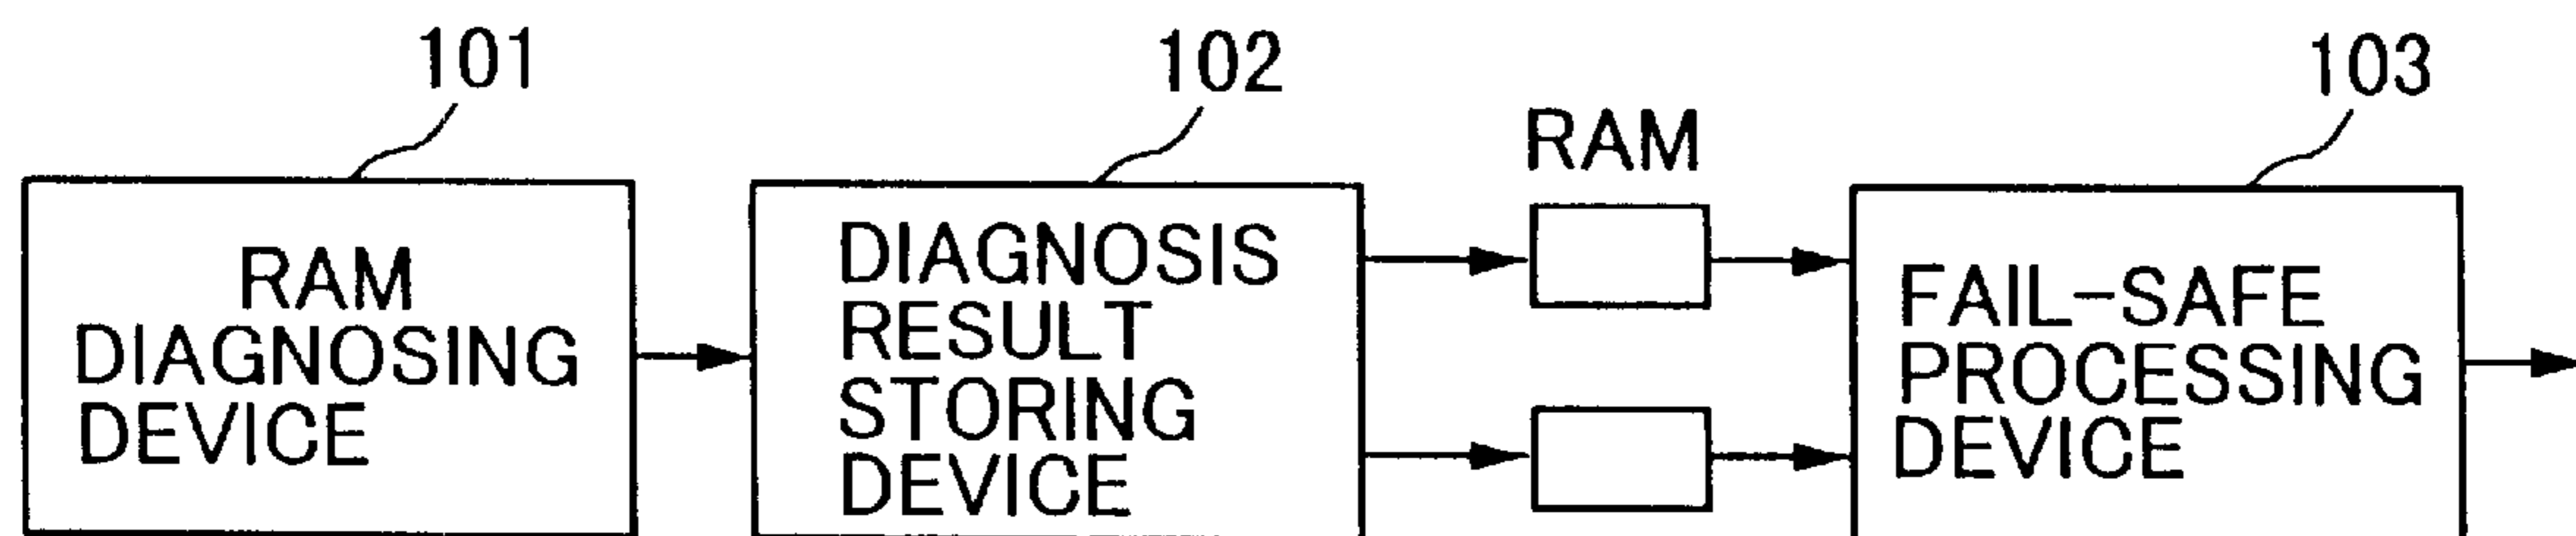 101
102
103
RAM
RAM
DIAGNOSING
DEVICE
DIAGNOSIS
RESULT
STORING
DEVICE
FAIL-SAFE
PROCESSING
DEVICE